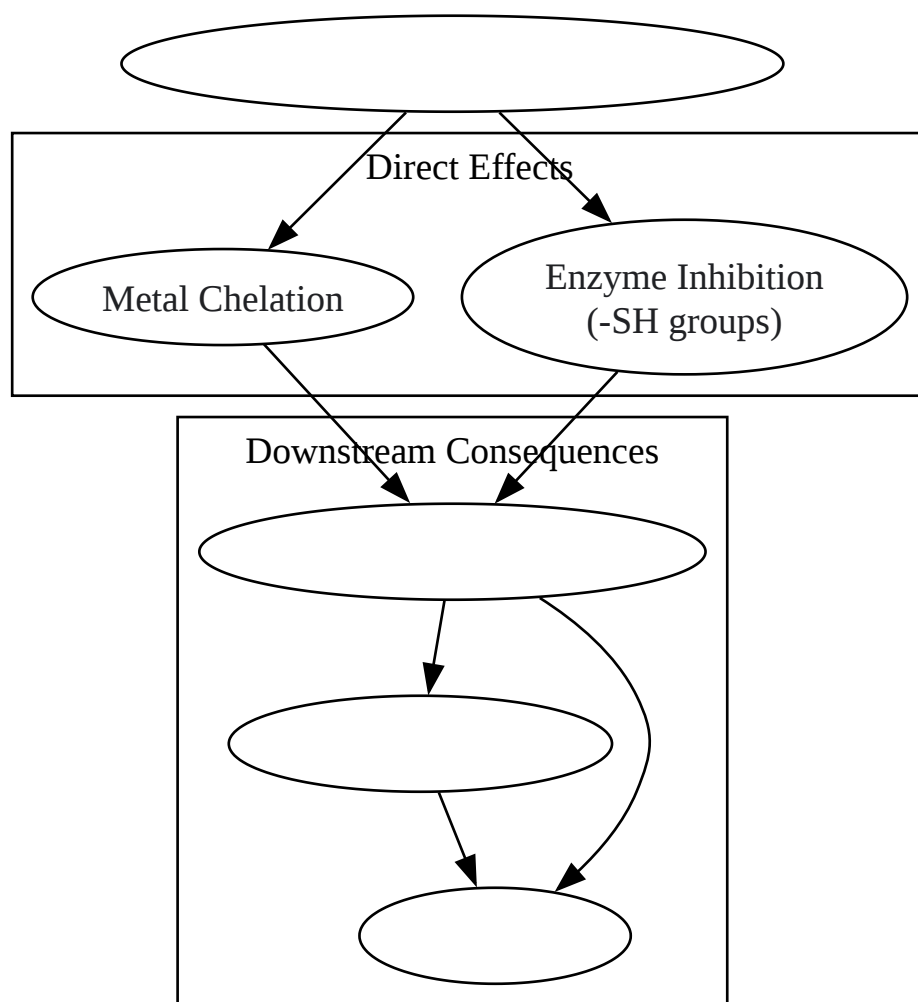 Direct Effects
Metal Chelation
Enzyme Inhibition
(-SH groups)
Downstream Consequences